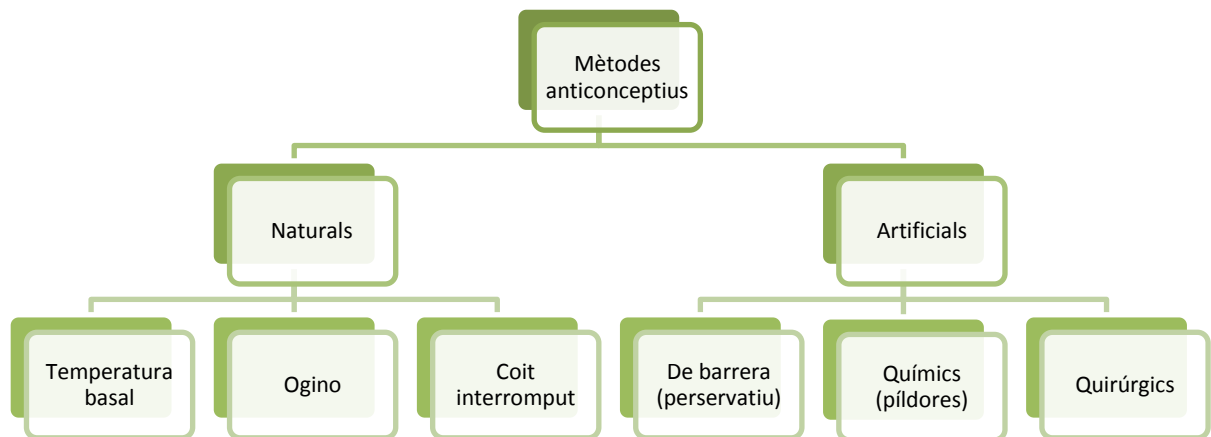 Mètodes
anticonceptius
Naturals
Artificials
Temperatura
basal
Ogino
Coit
interromput
De barrera
(perservatiu)
Químics
(píldores)
Quirúrgics